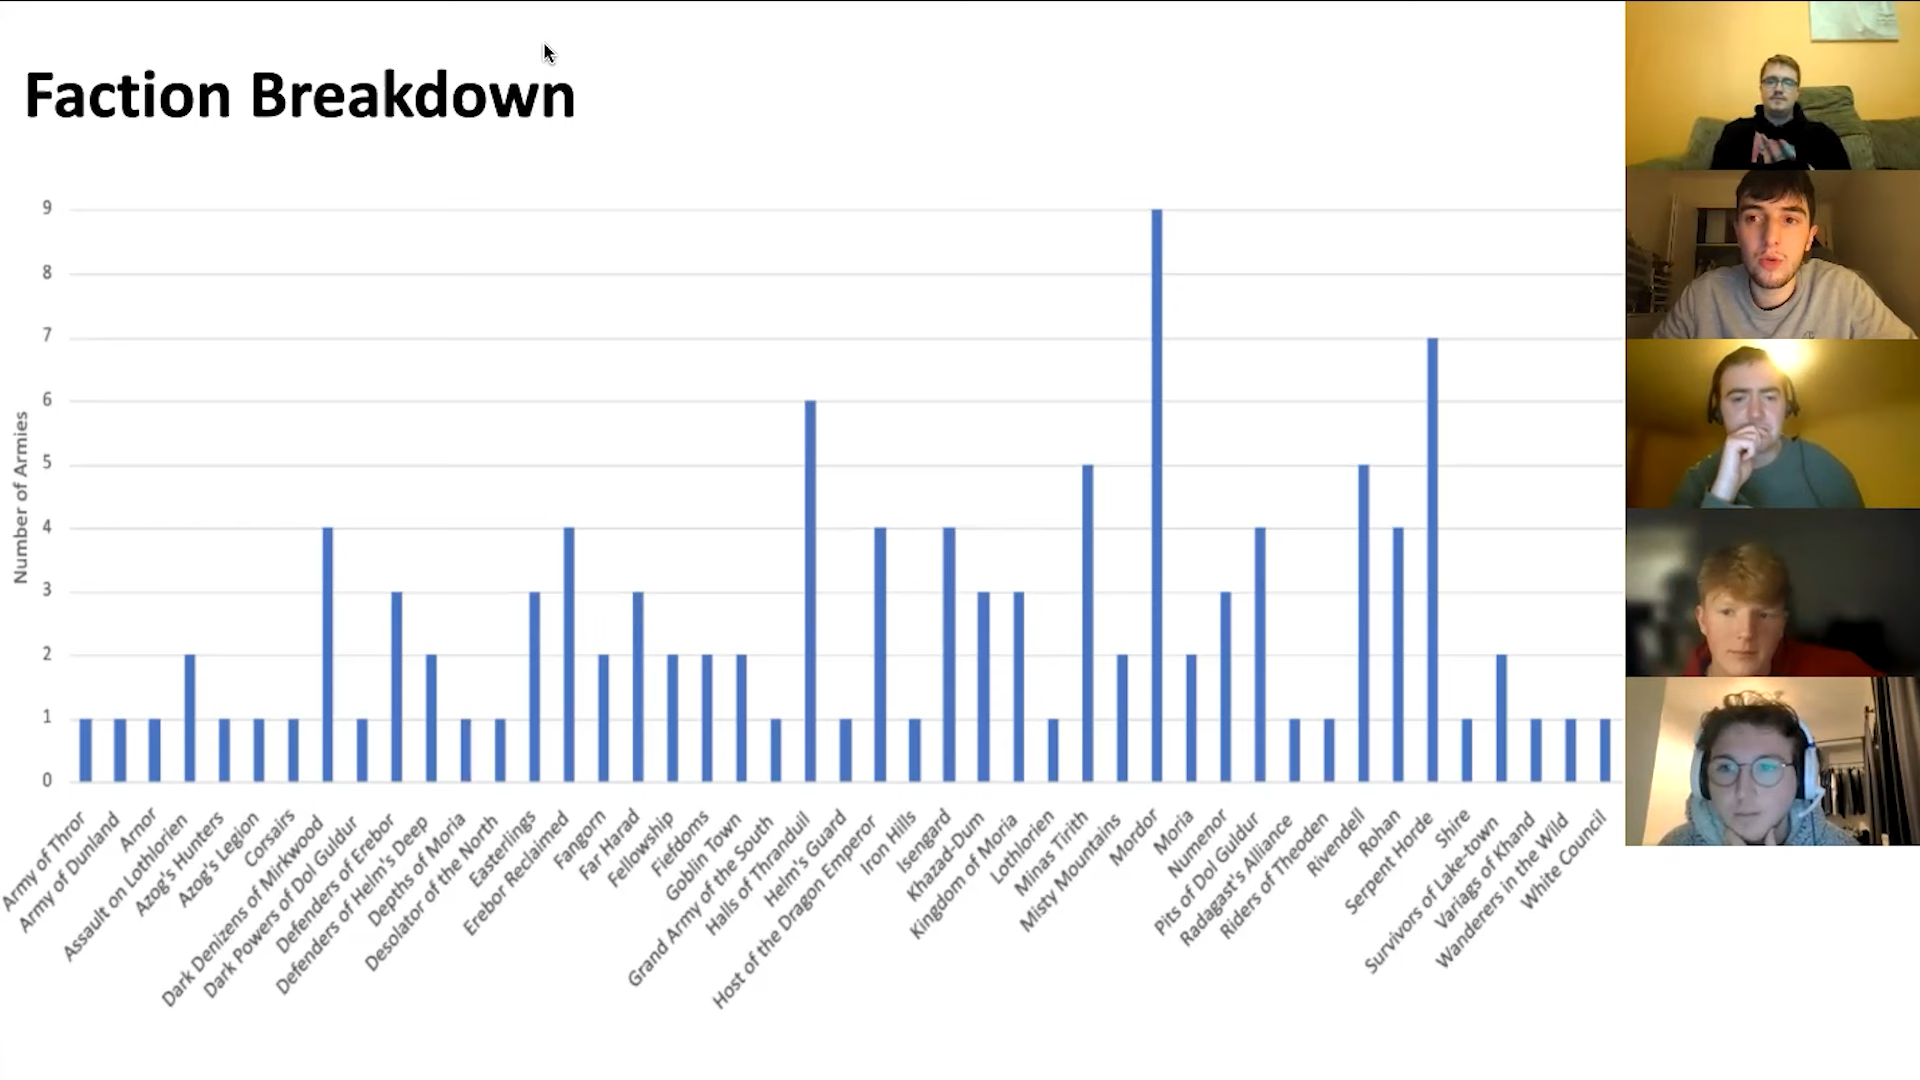 Faction Breakdown
Number of Armies
9
8
7
6
5
4
3
2
1
0
Army of Thror
Army of Dunland
Arnor
Assault on Lothlorien
Azog's Hunters
Azog's Legion
Corsairs
Dark Denizens of Mirkwood
Dark Powers of Dol Guldur
Defenders of Erebor
Defenders of Helm's Deep
Depths of Moria
Desolator of the North
Easterlings
Erebor Reclaimed
Fangorn
Far Harad
Fellowship
Fiefdoms
Goblin Town
Grand Army of the South
Halls of Thranduil
Helm's Guard
Host of the Dragon Emperor
Iron Hills
Isengard
Khazad-Dum
Kingdom of Moria
Lothlorien
Minas Tirith
Misty Mountains
Mordor
Moria
Numenor
Pits of Dol Guldur
Radagast's Alliance
Riders of Theoden
Rivendell
Rohan
Serpent Horde
Shire
Survivors of Lake-town
Variags of Khand
Wanderers in the Wild
White Council